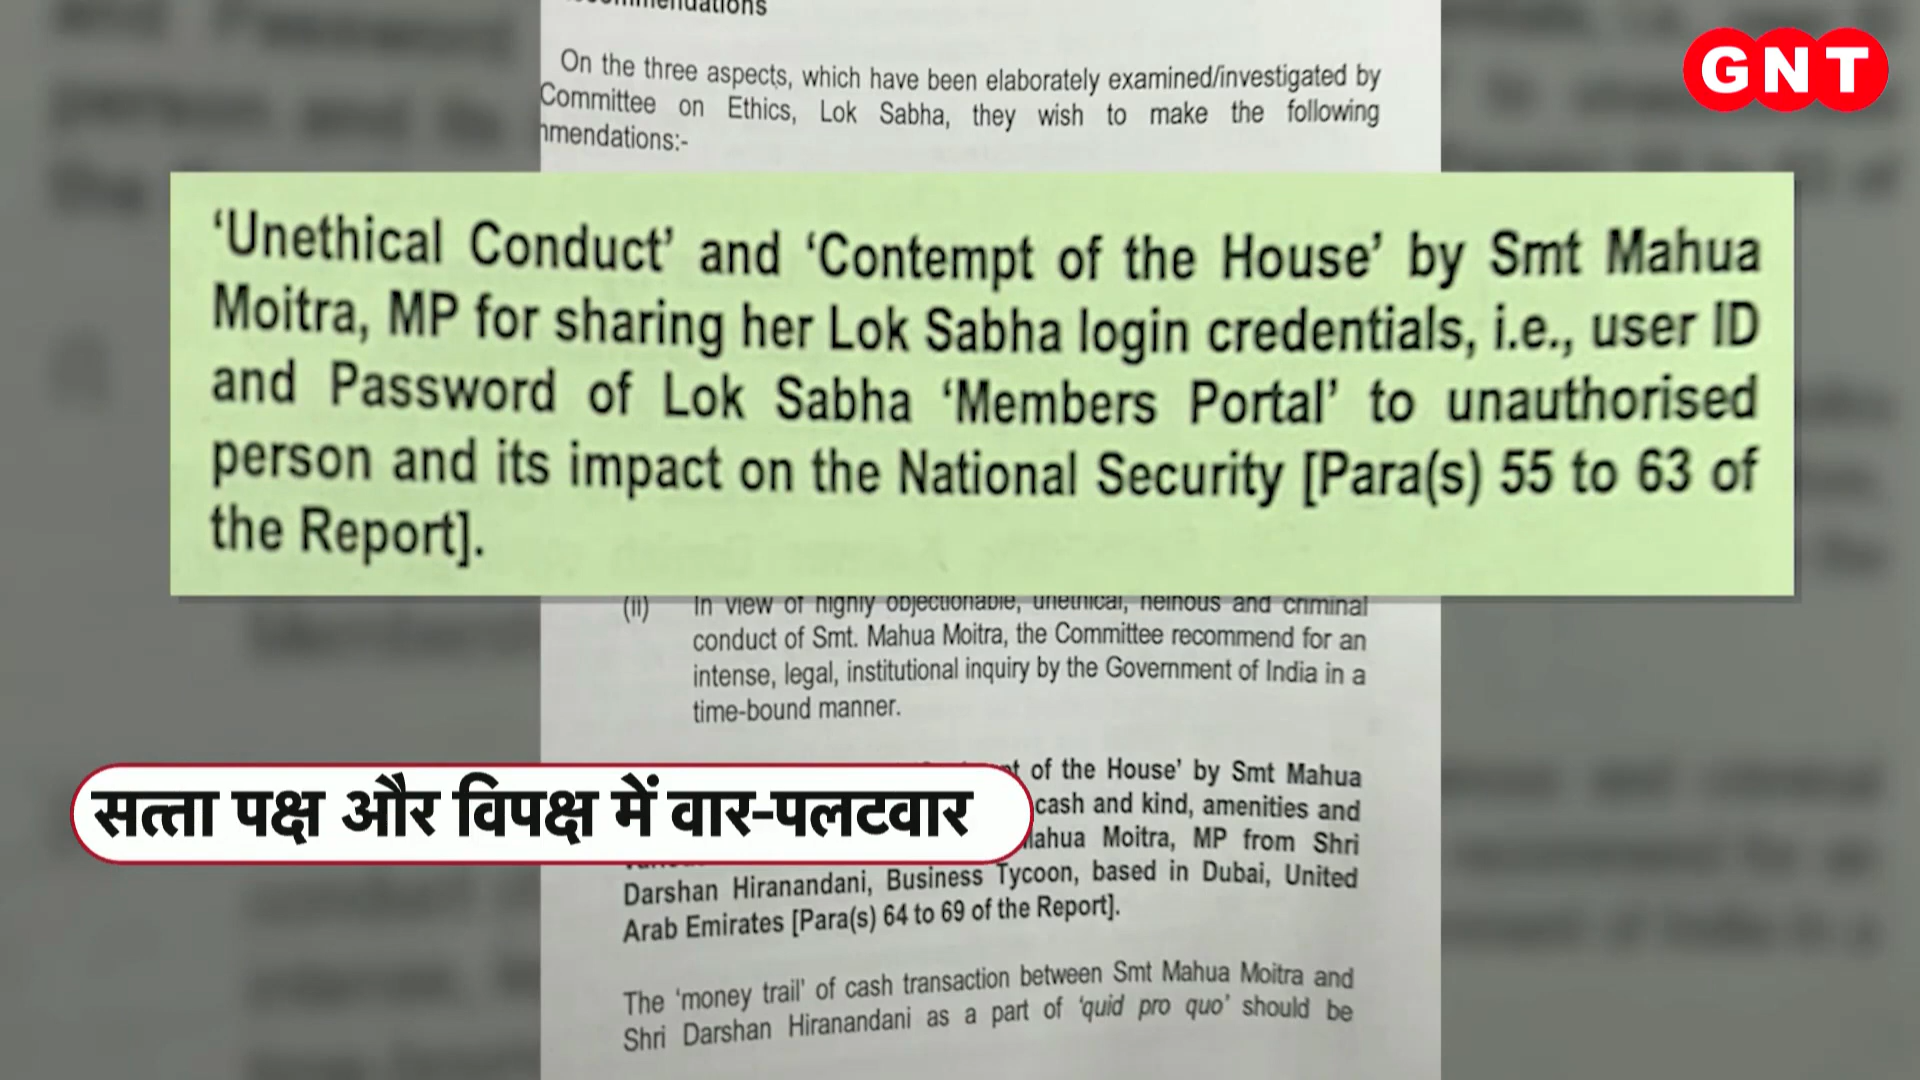 GNT
On the three aspects, which have been elaborately examined/investigated by
Committee on Ethics, Lok Sabha, they wish to make the following
mendations:-
‘Unethical Conduct’ and ‘Contempt of the House’ by Smt Mahua
Moitra, MP for sharing her Lok Sabha login credentials, i.e., user ID
and Password of Lok Sabha ‘Members Portal’ to unauthorised
person and its impact on the National Security [Para(s) 55 to 63 of
the Report].
(ii) In view of highly objectionable, unethical, heinous and criminal
conduct of Smt. Mahua Moitra, the Committee recommend for an
intense, legal, institutional inquiry by the Government of India in a
time-bound manner.
of the House’ by Smt Mahua
cash and kind, amenities and
Mahua Moitra, MP from Shri
Darshan Hiranandani, Business Tycoon, based in Dubai, United
Arab Emirates [Para(s) 64 to 69 of the Report].
सत्ता पक्ष और विपक्ष में वार-पलटवार
The ‘money trail’ of cash transaction between Smt Mahua Moitra and
Shri Darshan Hiranandani as a part of ‘quid pro quo’ should be